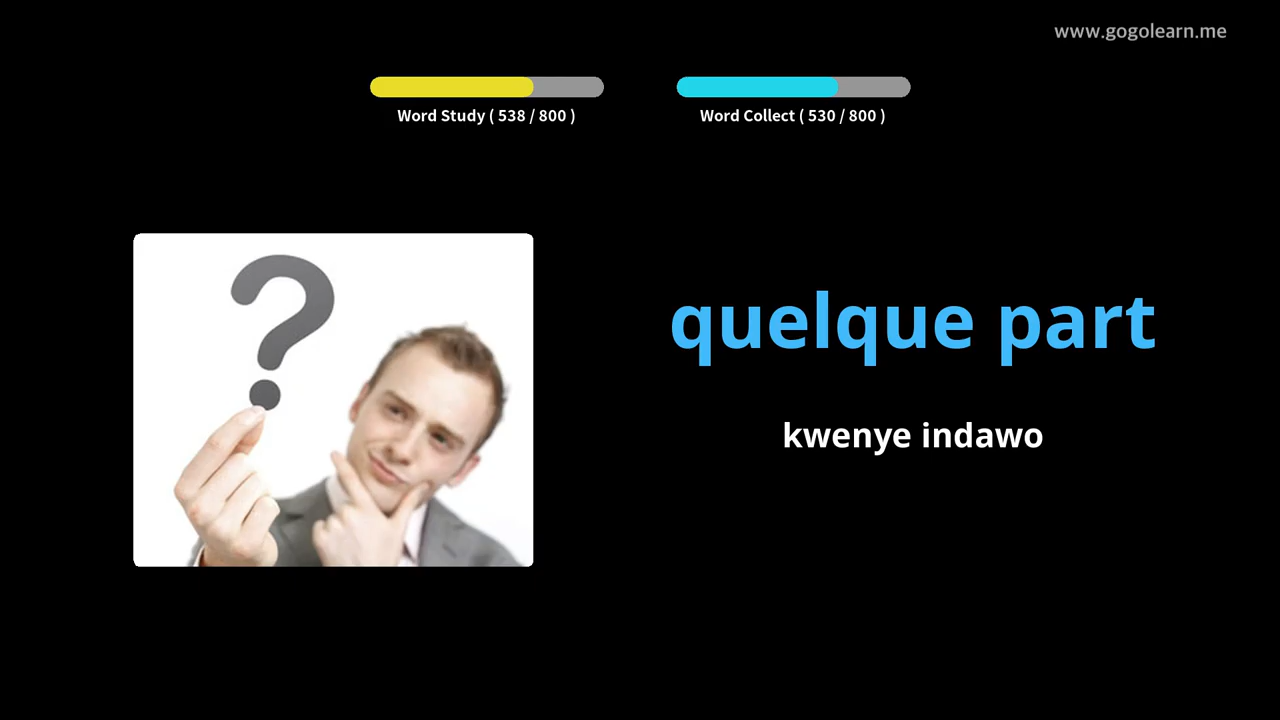 www.gogolearn.me
Word Study ( 538 / 800 )
Word Collect ( 530 / 800 )
quelque part
kwenye indawo